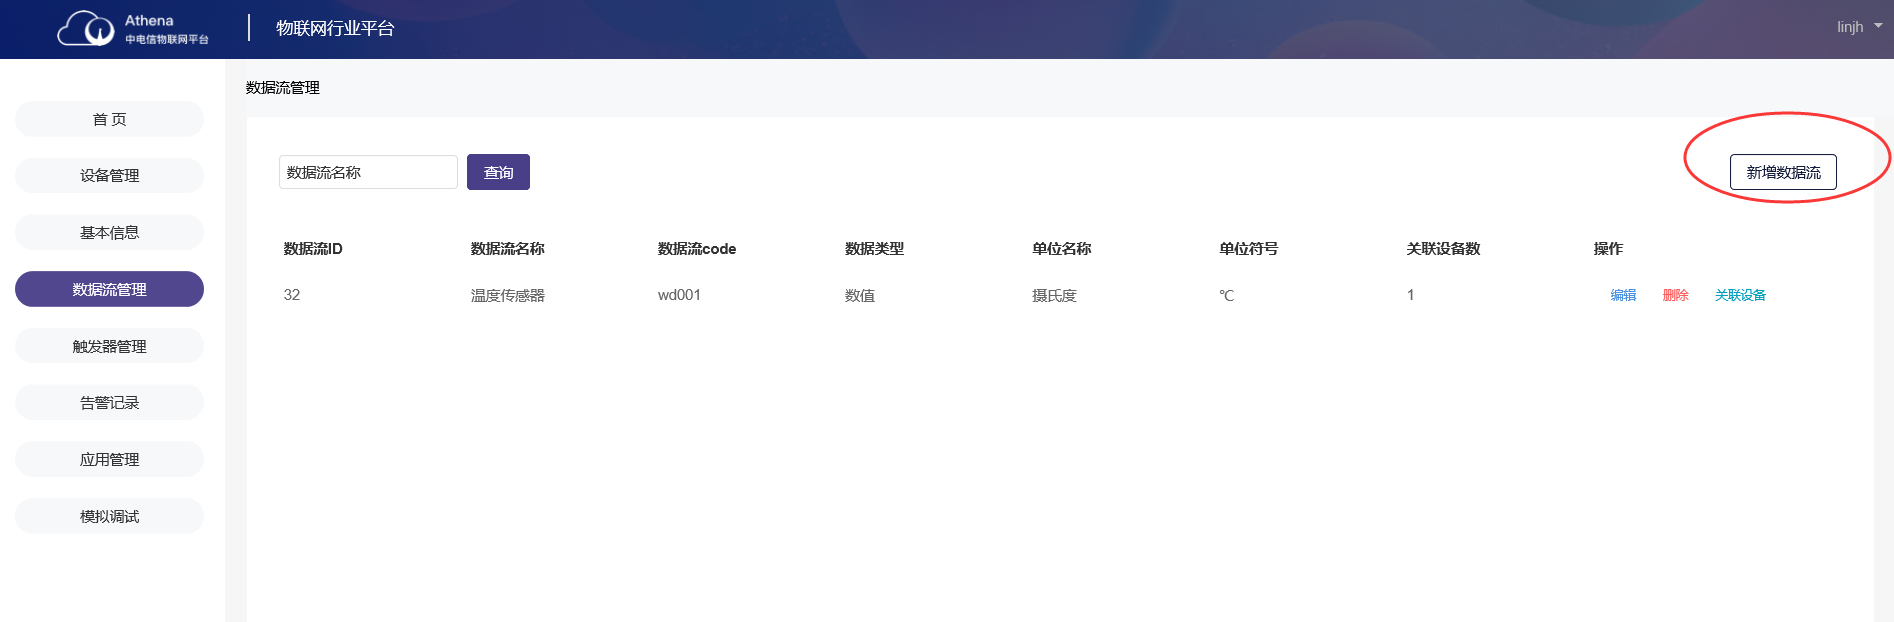 Athena
中电信物联网平台
物联网行业平台
linjh
首 页
设备管理
基本信息
数据流管理
触发器管理
告警记录
应用管理
模拟调试
数据流管理
数据流名称
查询
新增数据流
数据流ID 数据流名称 数据流code 数据类型 单位名称 单位符号 关联设备数 操作
32 温度传感器 wd001 数值 摄氏度 ℃ 1 编辑 删除 关联设备